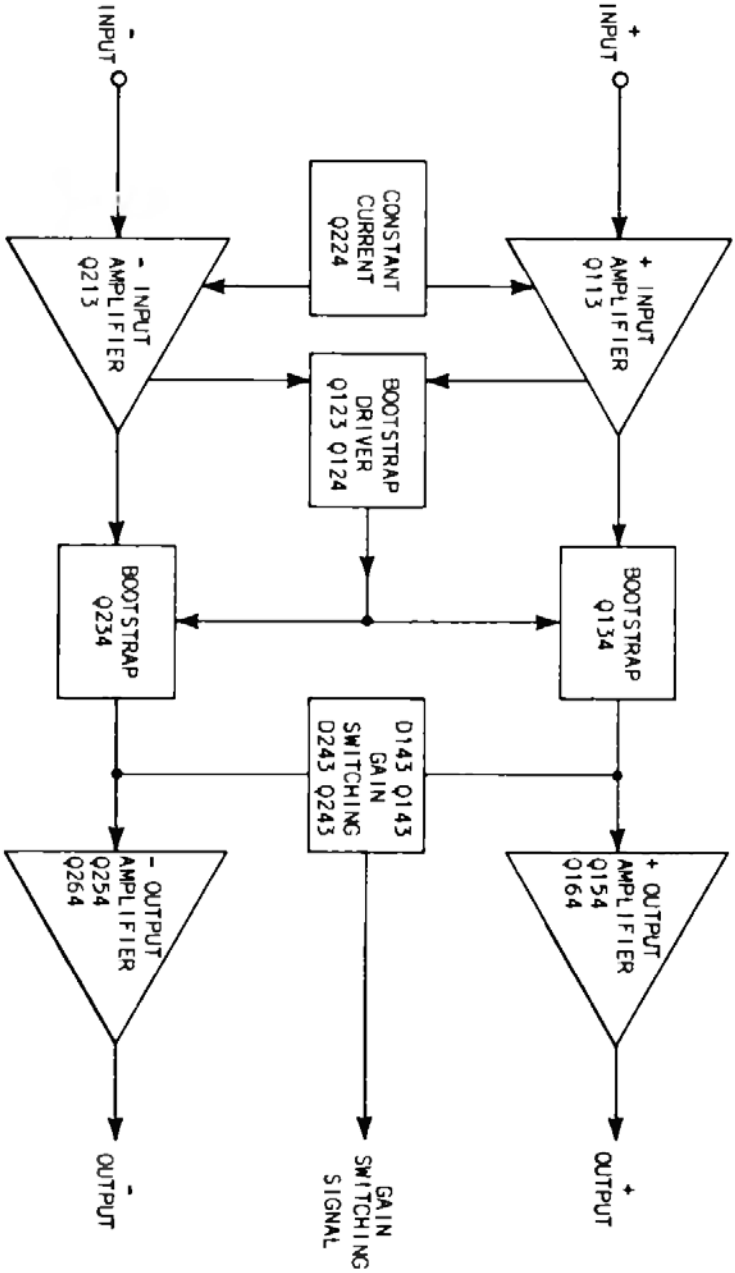 +
INPUT
+ INPUT
AMPLIFIER
Q113
BOOTSTRAP
Q134
+ OUTPUT
AMPLIFIER
Q154
Q164
+
OUTPUT
CONSTANT
CURRENT
Q224
BOOTSTRAP
DRIVER
Q123 Q124
D143 Q143
GAIN
SWITCHING
D243 Q243
GAIN
SWITCHING
SIGNAL
-
INPUT
- INPUT
AMPLIFIER
Q213
BOOTSTRAP
Q234
- OUTPUT
AMPLIFIER
Q254
Q264
-
OUTPUT